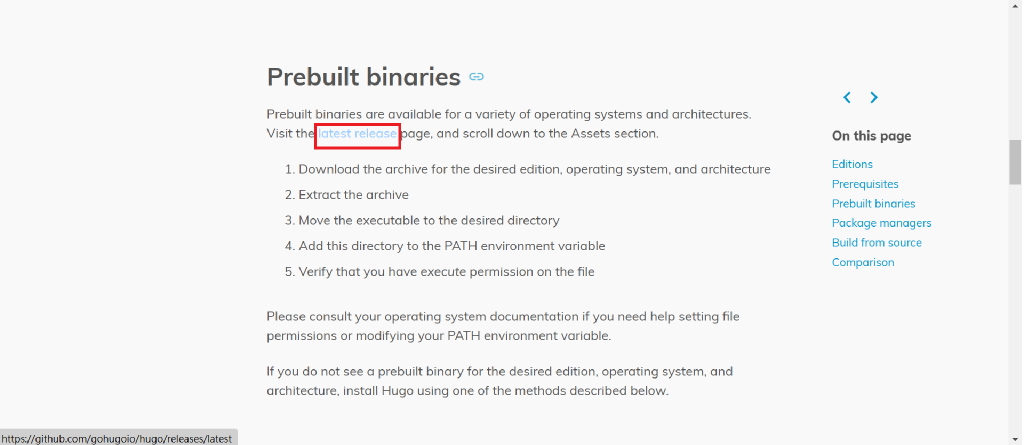 Prebuilt binaries
Prebuilt binaries are available for a variety of operating systems and architectures.
Visit the latest release page, and scroll down to the Assets section.
1. Download the archive for the desired edition, operating system, and architecture
2. Extract the archive
3. Move the executable to the desired directory
4. Add this directory to the PATH environment variable
5. Verify that you have execute permission on the file
Please consult your operating system documentation if you need help setting file
permissions or modifying your PATH environment variable.
If you do not see a prebuilt binary for the desired edition, operating system, and
architecture, install Hugo using one of the methods described below.
On this page
Editions
Prerequisites
Prebuilt binaries
Package managers
Build from source
Comparison
https://github.com/gohugoio/hugo/releases/latest